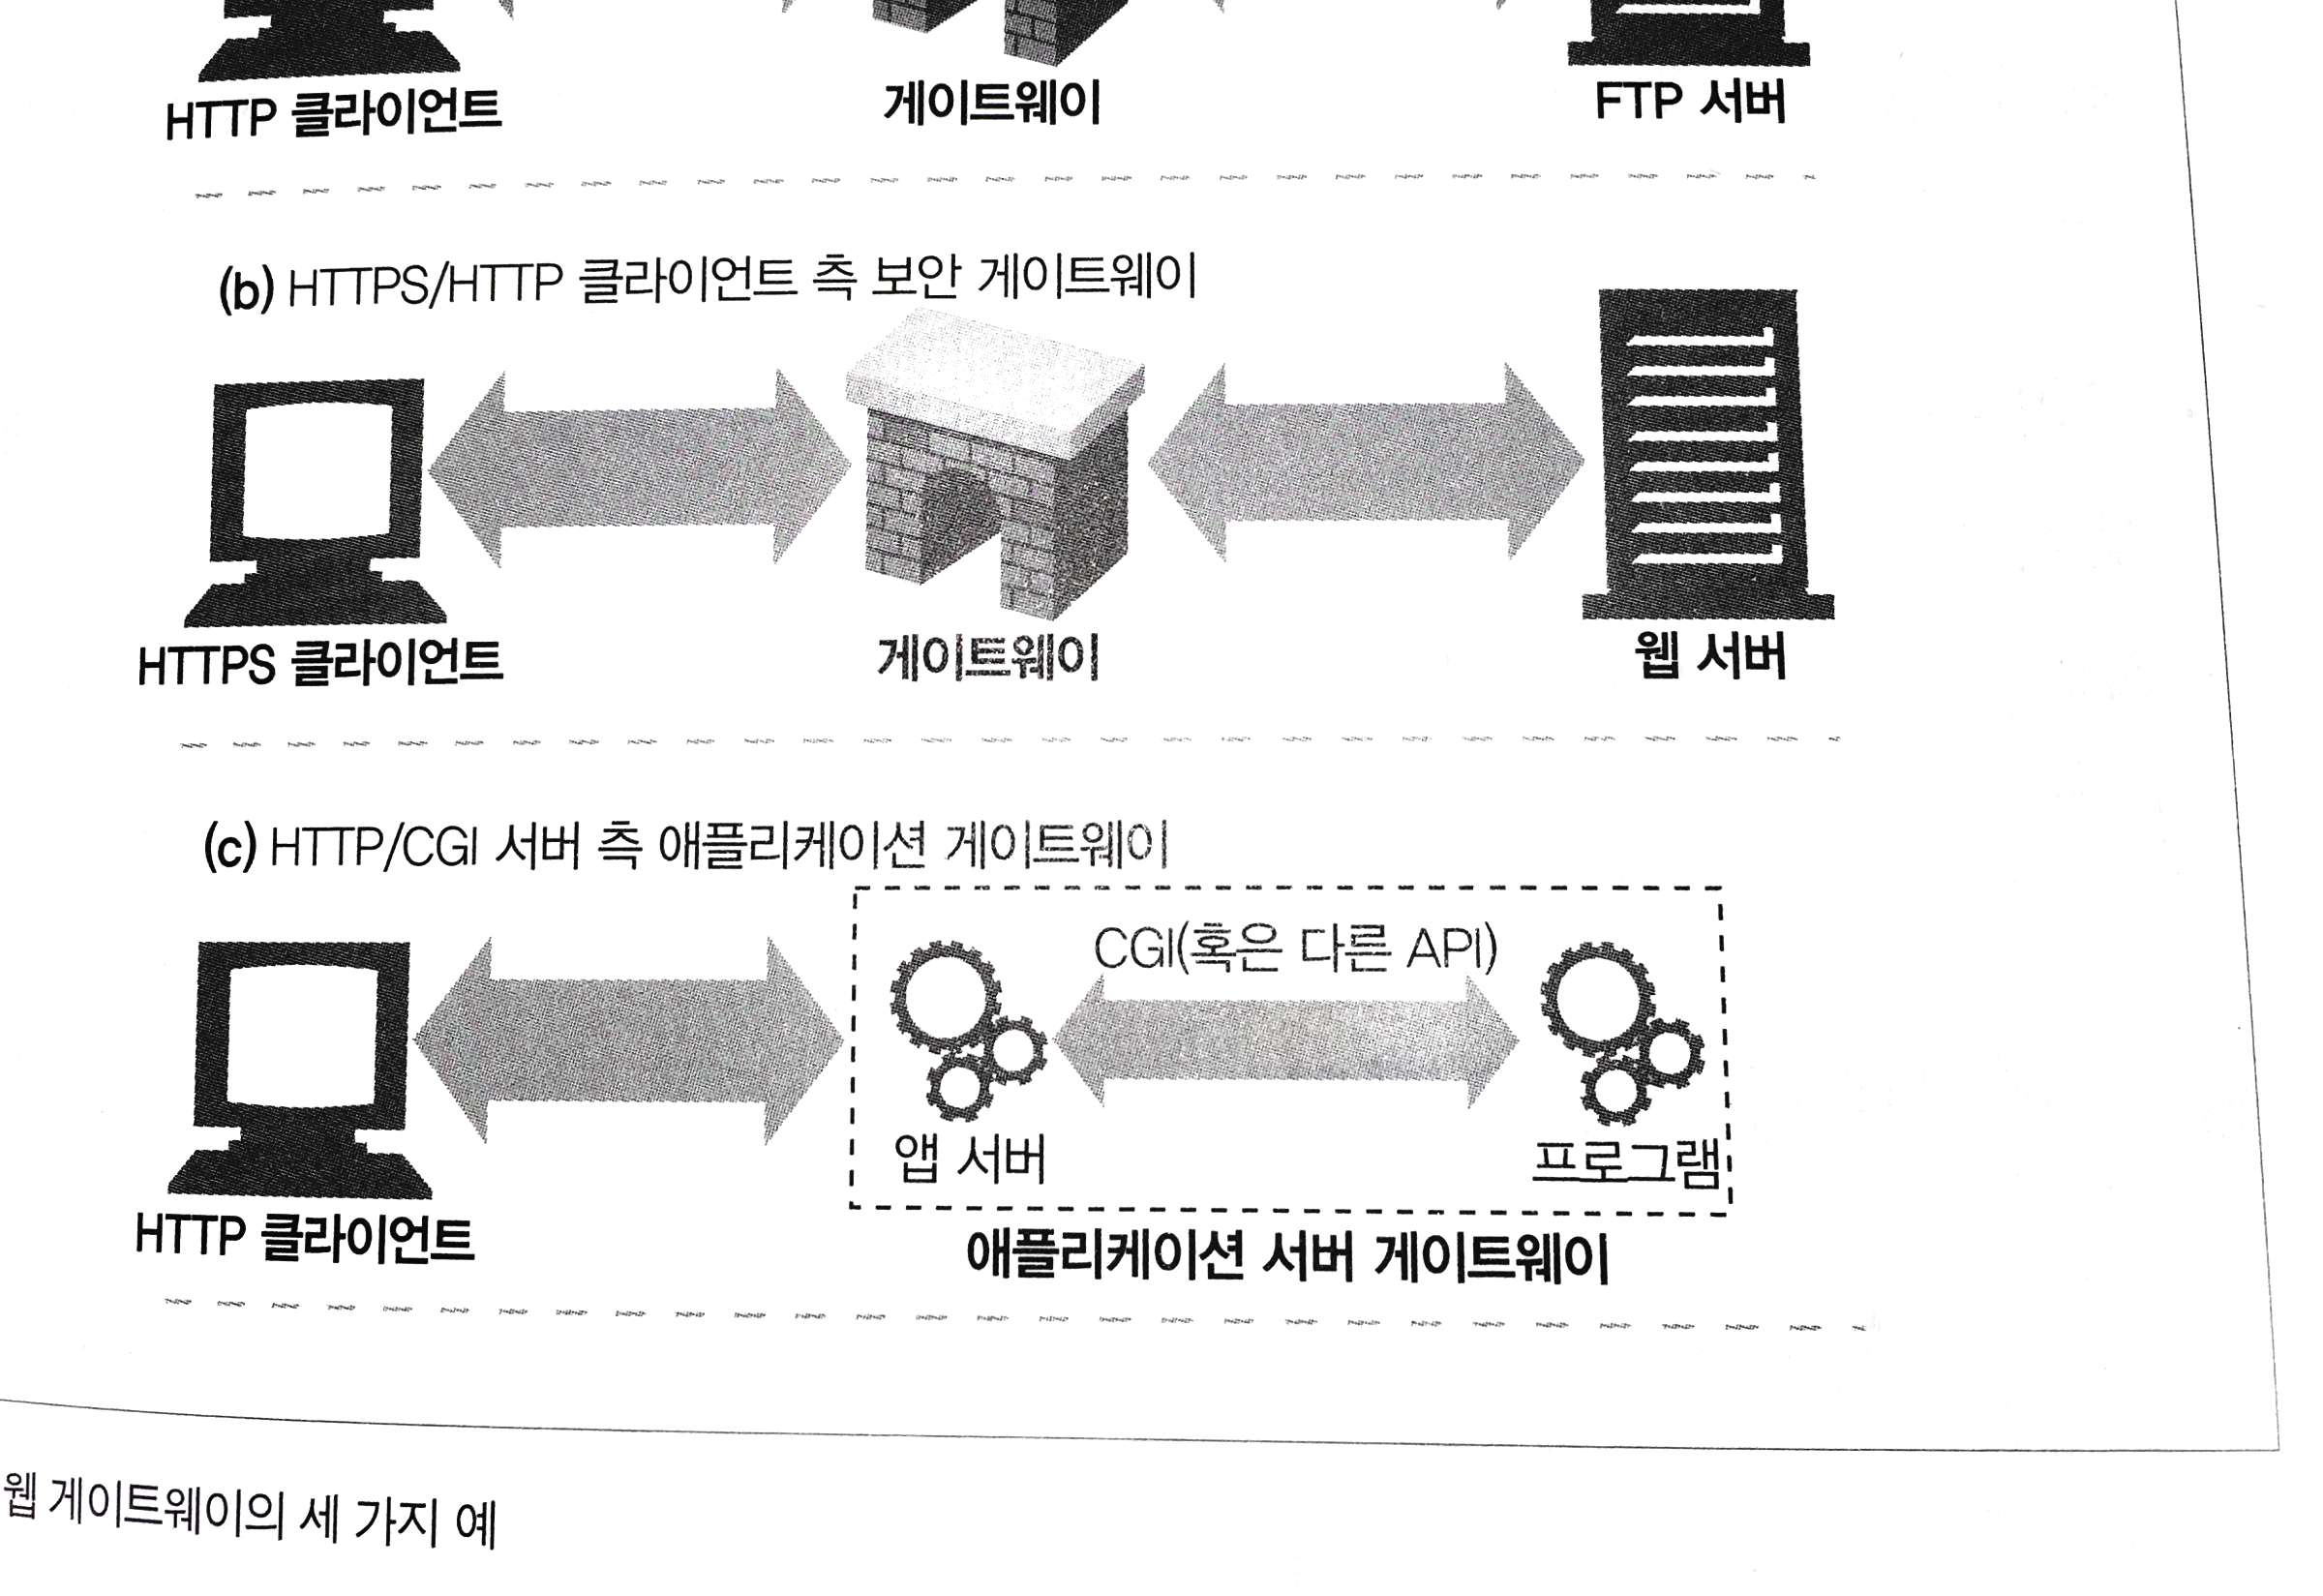 HTTP 클라이언트 게이트웨이 FTP 서버
(b) HTTPS/HTTP 클라이언트 측 보안 게이트웨이
HTTPS 클라이언트 게이트웨이 웹 서버
(c) HTTP/CGI 서버 측 애플리케이션 게이트웨이
CGI(혹은 다른 API)
앱 서버 프로그램
HTTP 클라이언트 애플리케이션 서버 게이트웨이
웹 게이트웨이의 세 가지 예